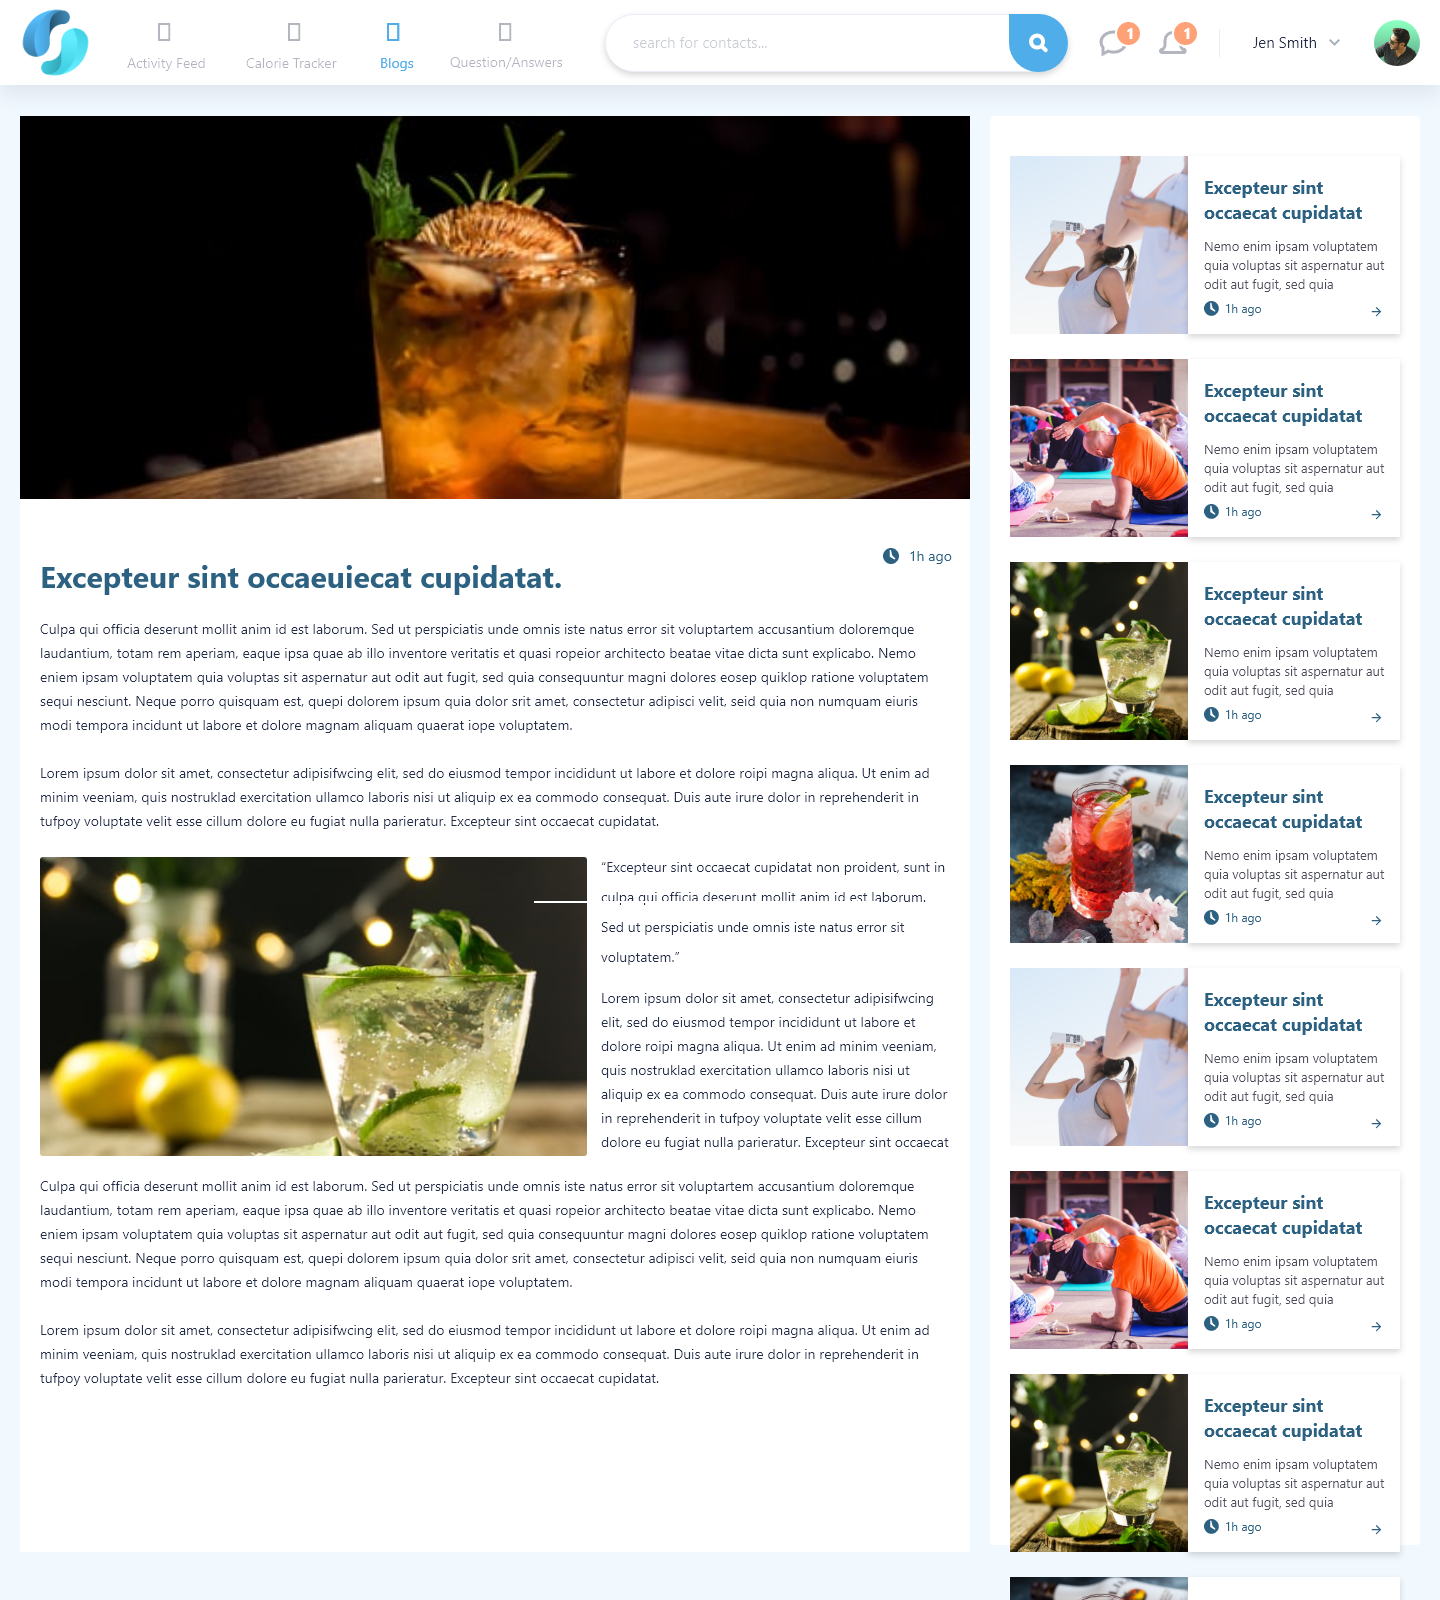 Activity Feed
Calorie Tracker
Blogs
Question/Answers
search for contacts...
1
1
Jen Smith
1h ago
Excepteur sint occaeuiecat cupidatat.
Culpa qui officia deserunt mollit anim id est laborum. Sed ut perspiciatis unde omnis iste natus error sit voluptartem accusantium doloremque
laudantium, totam rem aperiam, eaque ipsa quae ab illo inventore veritatis et quasi ropeior architecto beatae vitae dicta sunt explicabo. Nemo
eniem ipsam voluptatem quia voluptas sit aspernatur aut odit aut fugit, sed quia consequuntur magni dolores eosep quiklop ratione voluptatem
sequi nesciunt. Neque porro quisquam est, quepi dolorem ipsum quia dolor srit amet, consectetur adipisci velit, seid quia non numquam eiuris
modi tempora incidunt ut labore et dolore magnam aliquam quaerat iope voluptatem.
Lorem ipsum dolor sit amet, consectetur adipisifwcing elit, sed do eiusmod tempor incididunt ut labore et dolore roipi magna aliqua. Ut enim ad
minim veeniam, quis nostruklad exercitation ullamco laboris nisi ut aliquip ex ea commodo consequat. Duis aute irure dolor in reprehenderit in
tufpoy voluptate velit esse cillum dolore eu fugiat nulla parieratur. Excepteur sint occaecat cupidatat.
“Excepteur sint occaecat cupidatat non proident, sunt in
culpa qui officia deserunt mollit anim id est laborum.
Sed ut perspiciatis unde omnis iste natus error sit
voluptatem.”
Lorem ipsum dolor sit amet, consectetur adipisifwcing
elit, sed do eiusmod tempor incididunt ut labore et
dolore roipi magna aliqua. Ut enim ad minim veeniam,
quis nostruklad exercitation ullamco laboris nisi ut
aliquip ex ea commodo consequat. Duis aute irure dolor
in reprehenderit in tufpoy voluptate velit esse cillum
dolore eu fugiat nulla parieratur. Excepteur sint occaecat
Culpa qui officia deserunt mollit anim id est laborum. Sed ut perspiciatis unde omnis iste natus error sit voluptartem accusantium doloremque
laudantium, totam rem aperiam, eaque ipsa quae ab illo inventore veritatis et quasi ropeior architecto beatae vitae dicta sunt explicabo. Nemo
eniem ipsam voluptatem quia voluptas sit aspernatur aut odit aut fugit, sed quia consequuntur magni dolores eosep quiklop ratione voluptatem
sequi nesciunt. Neque porro quisquam est, quepi dolorem ipsum quia dolor srit amet, consectetur adipisci velit, seid quia non numquam eiuris
modi tempora incidunt ut labore et dolore magnam aliquam quaerat iope voluptatem.
Lorem ipsum dolor sit amet, consectetur adipisifwcing elit, sed do eiusmod tempor incididunt ut labore et dolore roipi magna aliqua. Ut enim ad
minim veeniam, quis nostruklad exercitation ullamco laboris nisi ut aliquip ex ea commodo consequat. Duis aute irure dolor in reprehenderit in
tufpoy voluptate velit esse cillum dolore eu fugiat nulla parieratur. Excepteur sint occaecat cupidatat.
Excepteur sint
occaecat cupidatat
Nemo enim ipsam voluptatem
quia voluptas sit aspernatur aut
odit aut fugit, sed quia
1h ago
Excepteur sint
occaecat cupidatat
Nemo enim ipsam voluptatem
quia voluptas sit aspernatur aut
odit aut fugit, sed quia
1h ago
Excepteur sint
occaecat cupidatat
Nemo enim ipsam voluptatem
quia voluptas sit aspernatur aut
odit aut fugit, sed quia
1h ago
Excepteur sint
occaecat cupidatat
Nemo enim ipsam voluptatem
quia voluptas sit aspernatur aut
odit aut fugit, sed quia
1h ago
Excepteur sint
occaecat cupidatat
Nemo enim ipsam voluptatem
quia voluptas sit aspernatur aut
odit aut fugit, sed quia
1h ago
Excepteur sint
occaecat cupidatat
Nemo enim ipsam voluptatem
quia voluptas sit aspernatur aut
odit aut fugit, sed quia
1h ago
Excepteur sint
occaecat cupidatat
Nemo enim ipsam voluptatem
quia voluptas sit aspernatur aut
odit aut fugit, sed quia
1h ago